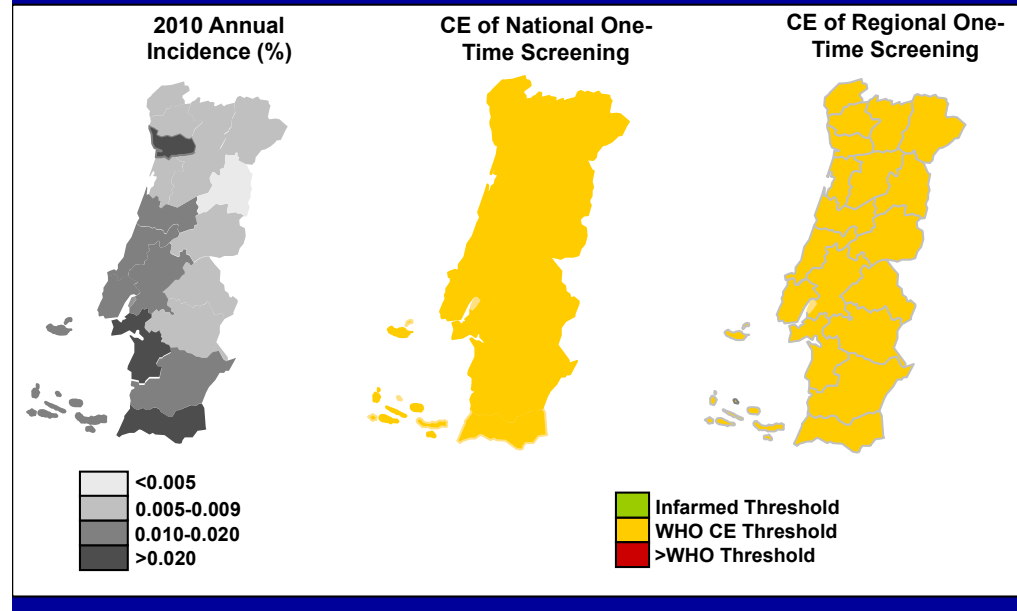 2010 Annual
Incidence (%)
CE of National One-
Time Screening
CE of Regional One-
Time Screening
<0.005
0.005-0.009
0.010-0.020
>0.020
Infarmed Threshold
WHO CE Threshold
>WHO Threshold